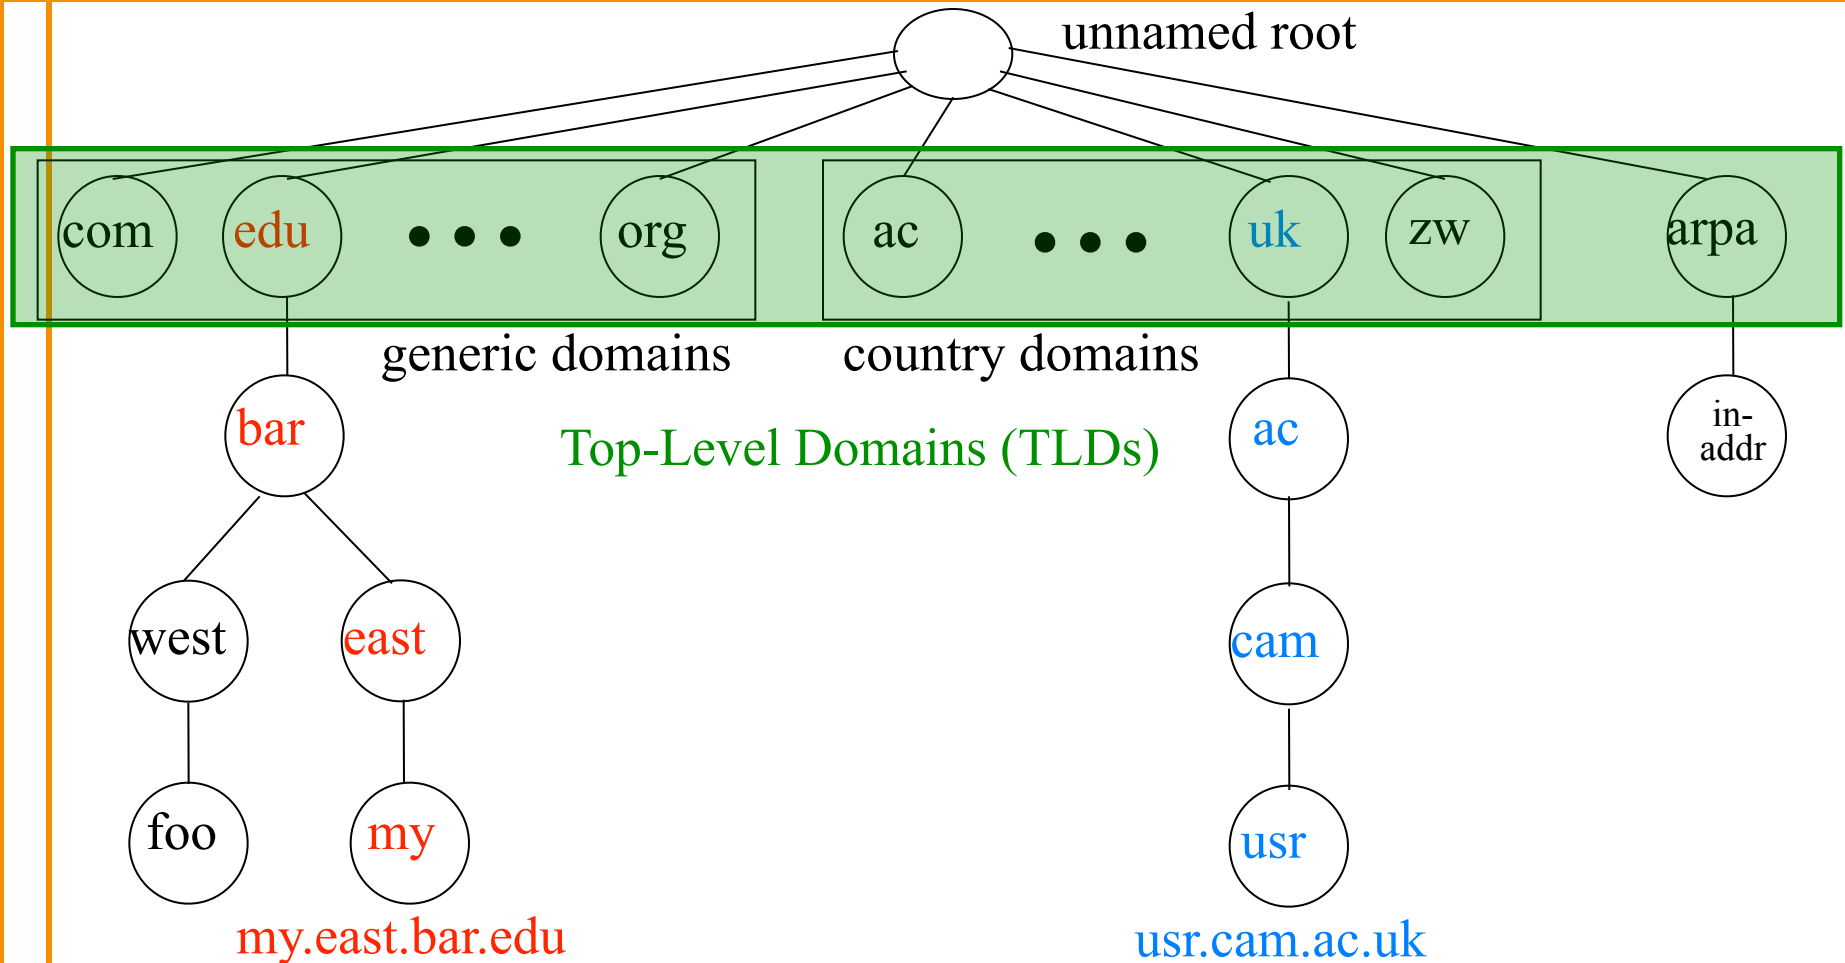 unnamed root
com
edu
• • •
org
ac
• • •
uk
zw
arpa
generic domains
country domains
bar
Top-Level Domains (TLDs)
ac
in-
addr
west
east
cam
foo
my
usr
my.east.bar.edu
usr.cam.ac.uk